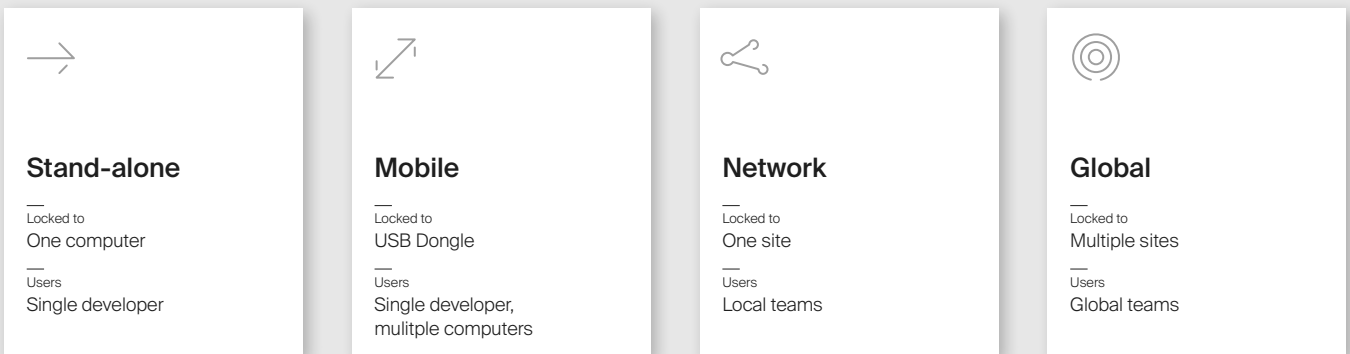 Stand-alone
Locked to
One computer
Users
Single developer
Mobile
Locked to
USB Dongle
Users
Single developer,
mulitple computers
Network
Locked to
One site
Users
Local teams
Global
Locked to
Multiple sites
Users
Global teams